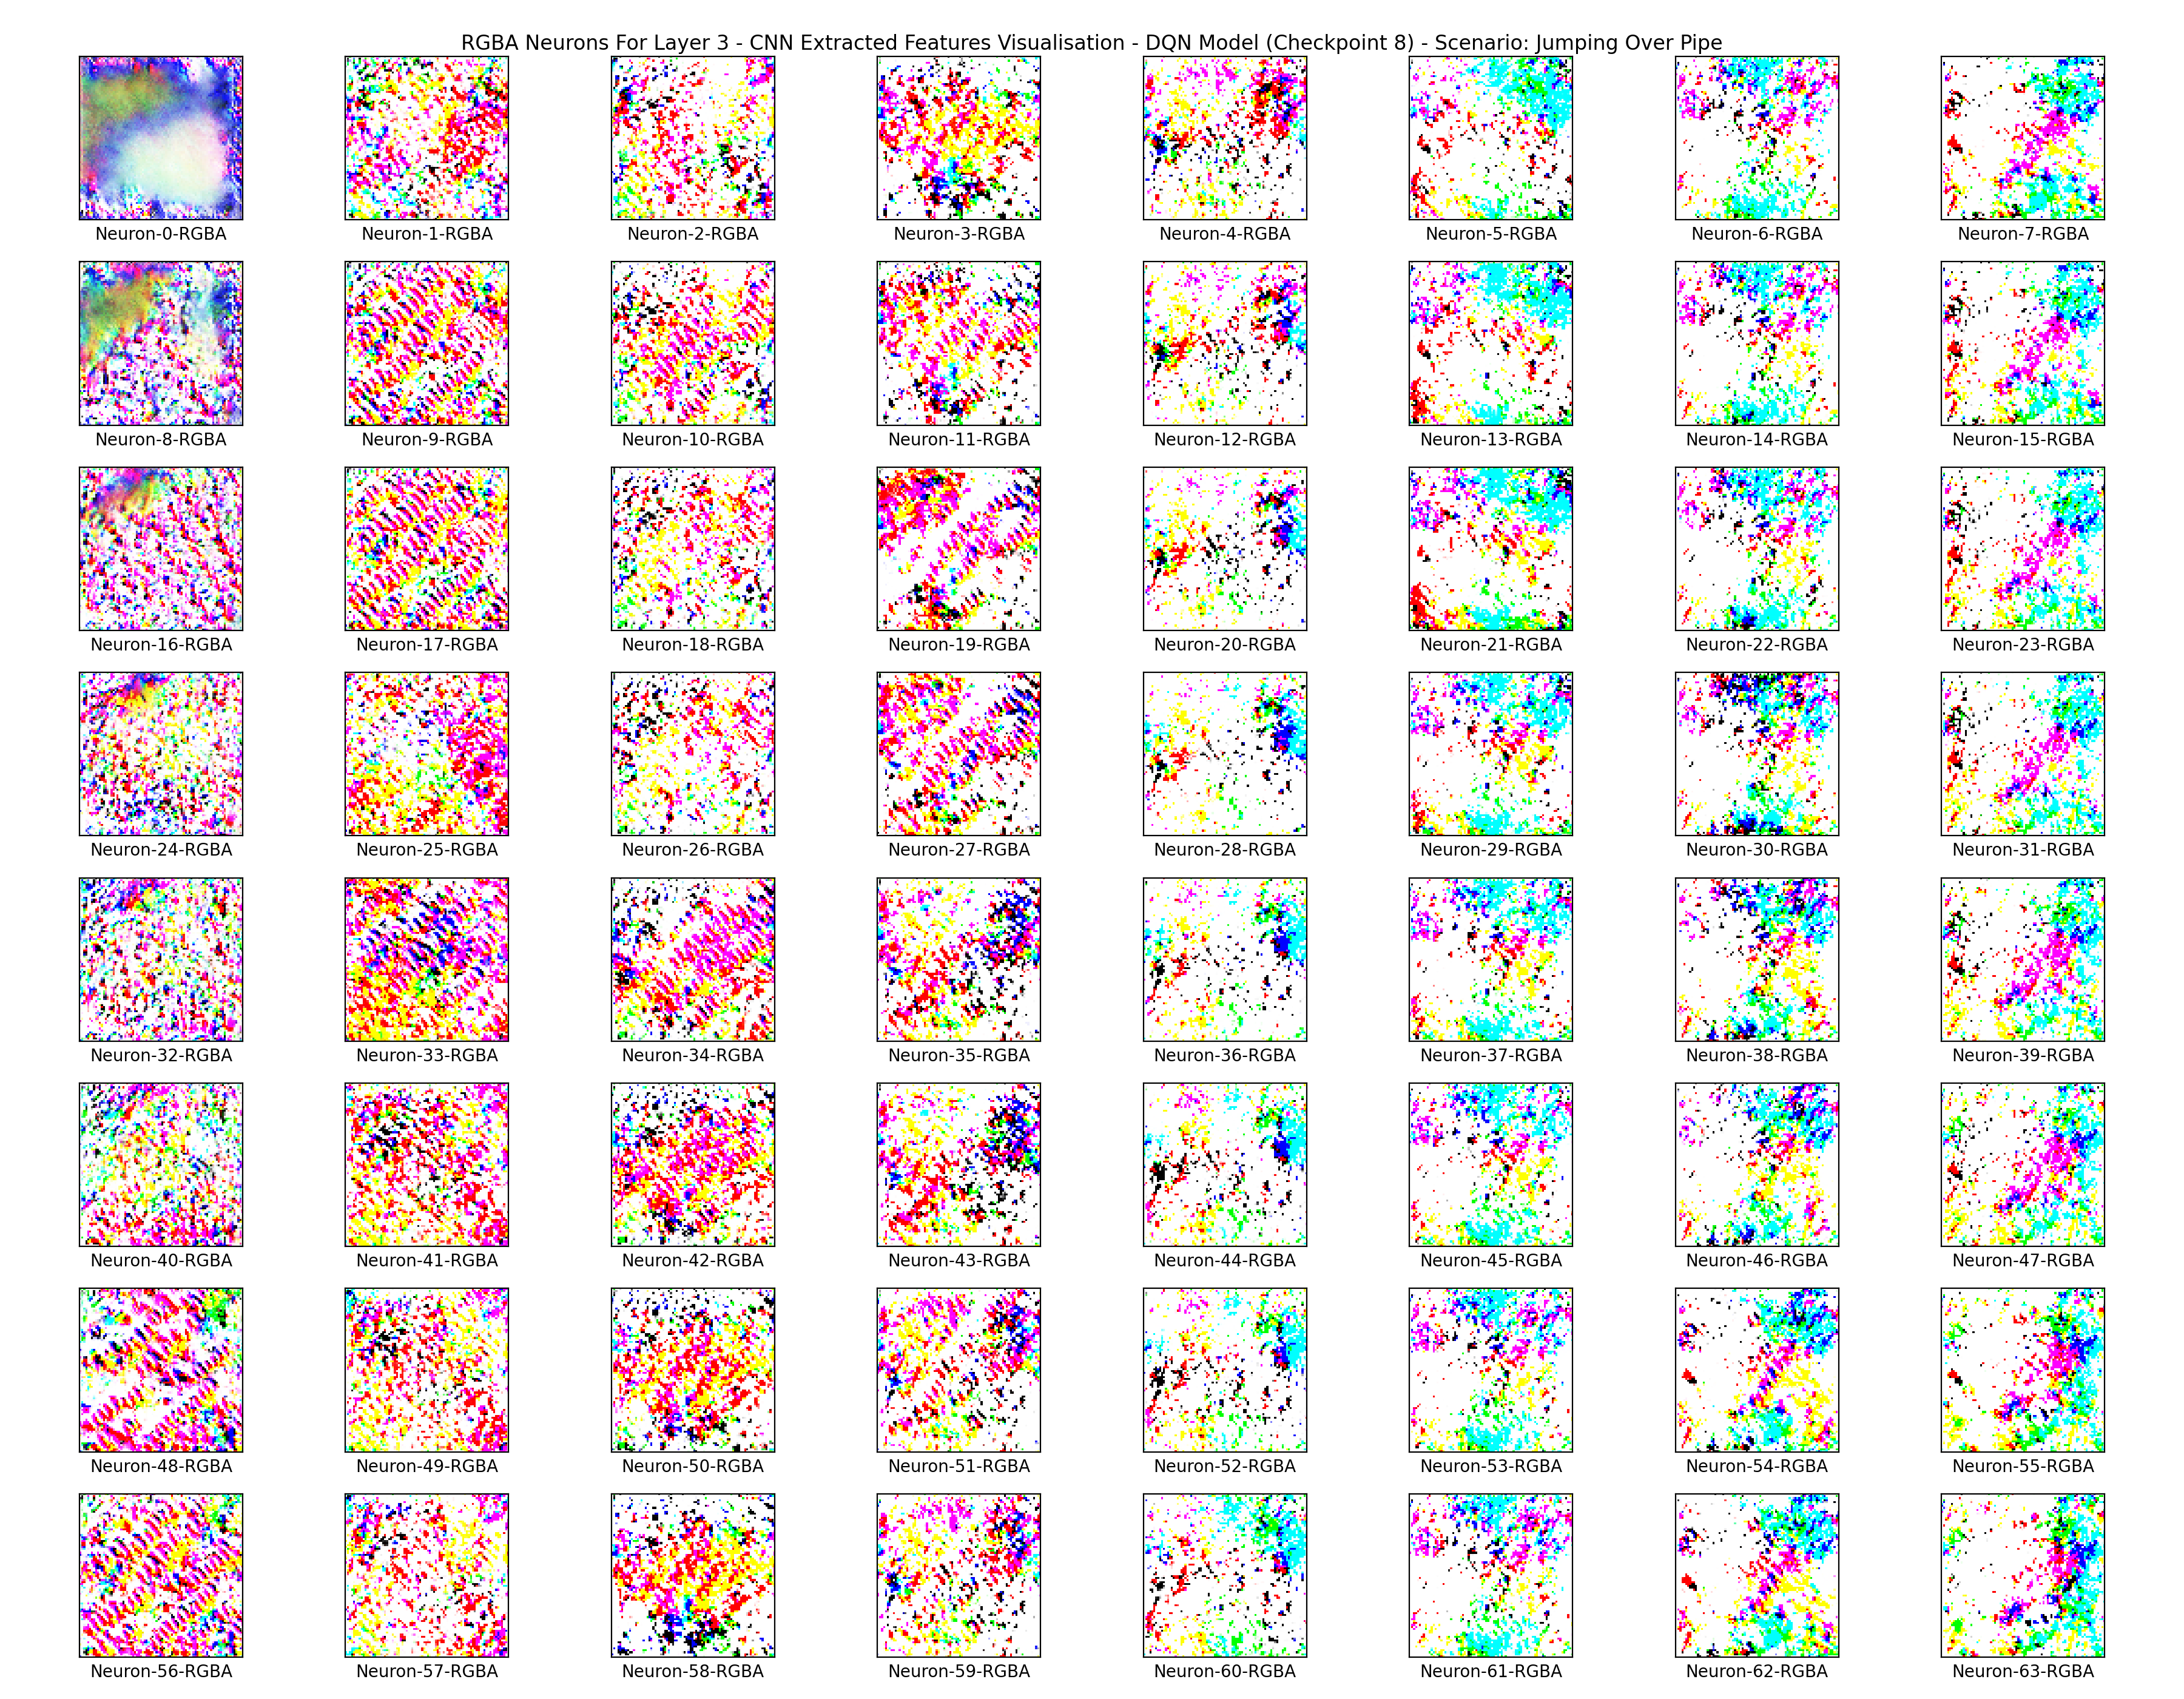 RGBA Neurons For Layer 3 - CNN Extracted Features Visualisation - DQN Model (Checkpoint 8) - Scenario: Jumping Over Pipe
Neuron-0-RGBA Neuron-1-RGBA Neuron-2-RGBA Neuron-3-RGBA Neuron-4-RGBA Neuron-5-RGBA Neuron-6-RGBA Neuron-7-RGBA
Neuron-8-RGBA Neuron-9-RGBA Neuron-10-RGBA Neuron-11-RGBA Neuron-12-RGBA Neuron-13-RGBA Neuron-14-RGBA Neuron-15-RGBA
Neuron-16-RGBA Neuron-17-RGBA Neuron-18-RGBA Neuron-19-RGBA Neuron-20-RGBA Neuron-21-RGBA Neuron-22-RGBA Neuron-23-RGBA
Neuron-24-RGBA Neuron-25-RGBA Neuron-26-RGBA Neuron-27-RGBA Neuron-28-RGBA Neuron-29-RGBA Neuron-30-RGBA Neuron-31-RGBA
Neuron-32-RGBA Neuron-33-RGBA Neuron-34-RGBA Neuron-35-RGBA Neuron-36-RGBA Neuron-37-RGBA Neuron-38-RGBA Neuron-39-RGBA
Neuron-40-RGBA Neuron-41-RGBA Neuron-42-RGBA Neuron-43-RGBA Neuron-44-RGBA Neuron-45-RGBA Neuron-46-RGBA Neuron-47-RGBA
Neuron-48-RGBA Neuron-49-RGBA Neuron-50-RGBA Neuron-51-RGBA Neuron-52-RGBA Neuron-53-RGBA Neuron-54-RGBA Neuron-55-RGBA
Neuron-56-RGBA Neuron-57-RGBA Neuron-58-RGBA Neuron-59-RGBA Neuron-60-RGBA Neuron-61-RGBA Neuron-62-RGBA Neuron-63-RGBA